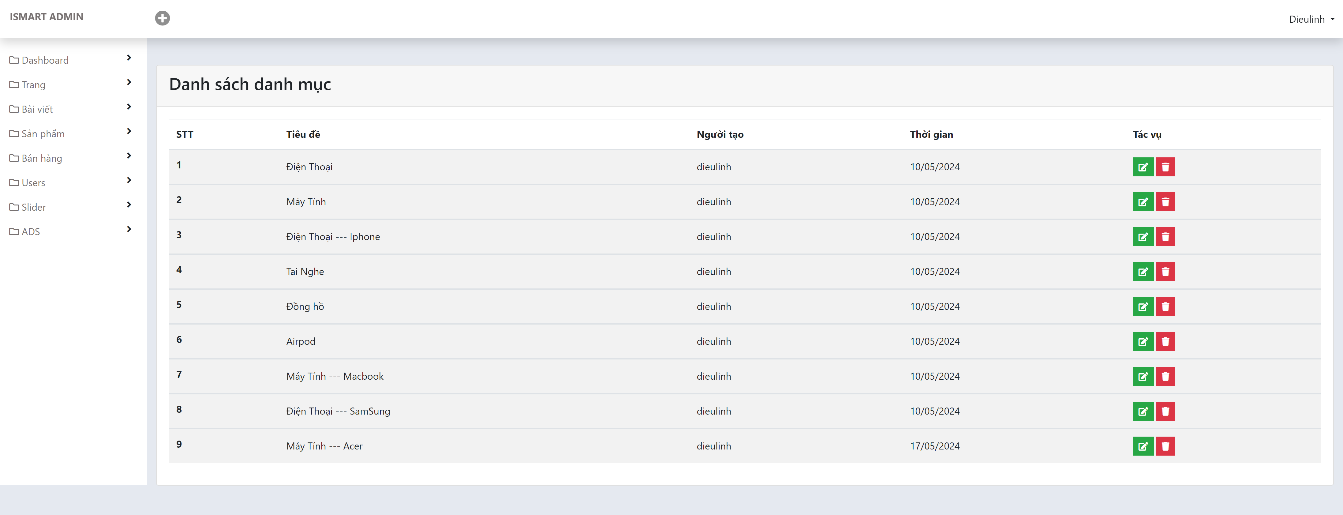 ISMART ADMIN
Dieulinh
Dashboard
Trang
Bài viết
Sản phẩm
Bán hàng
Users
Slider
ADS
Danh sách danh mục
STT Tiêu đề Người tạo Thời gian Tác vụ
1 Điện Thoại dieulinh 10/05/2024
2 Máy Tính dieulinh 10/05/2024
3 Điện Thoại --- Iphone dieulinh 10/05/2024
4 Tai Nghe dieulinh 10/05/2024
5 Đồng hồ dieulinh 10/05/2024
6 Airpod dieulinh 10/05/2024
7 Máy Tính --- Macbook dieulinh 10/05/2024
8 Điện Thoại --- SamSung dieulinh 10/05/2024
9 Máy Tính --- Acer dieulinh 17/05/2024